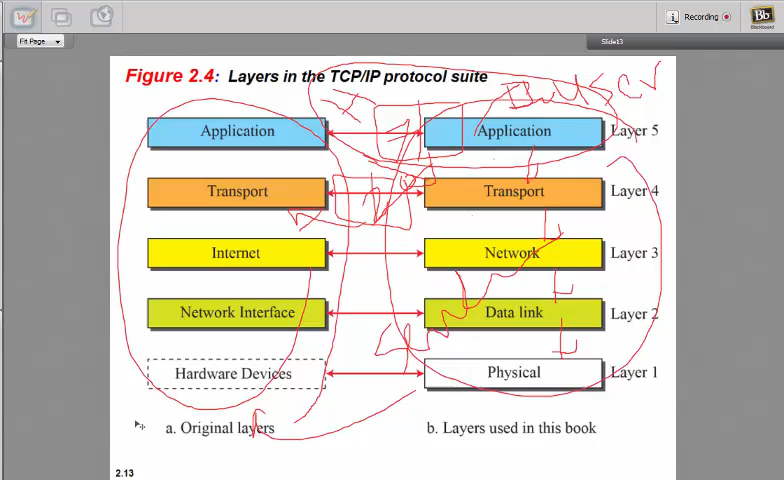 Recording
Bb
Blackboard
Fit Page
Slide13
Figure 2.4: Layers in the TCP/IP protocol suite
Application Application Layer 5
Transport Transport Layer 4
Internet Network Layer 3
Network Interface Data link Layer 2
Hardware Devices Physical Layer 1
a. Original layers b. Layers used in this book
2.13